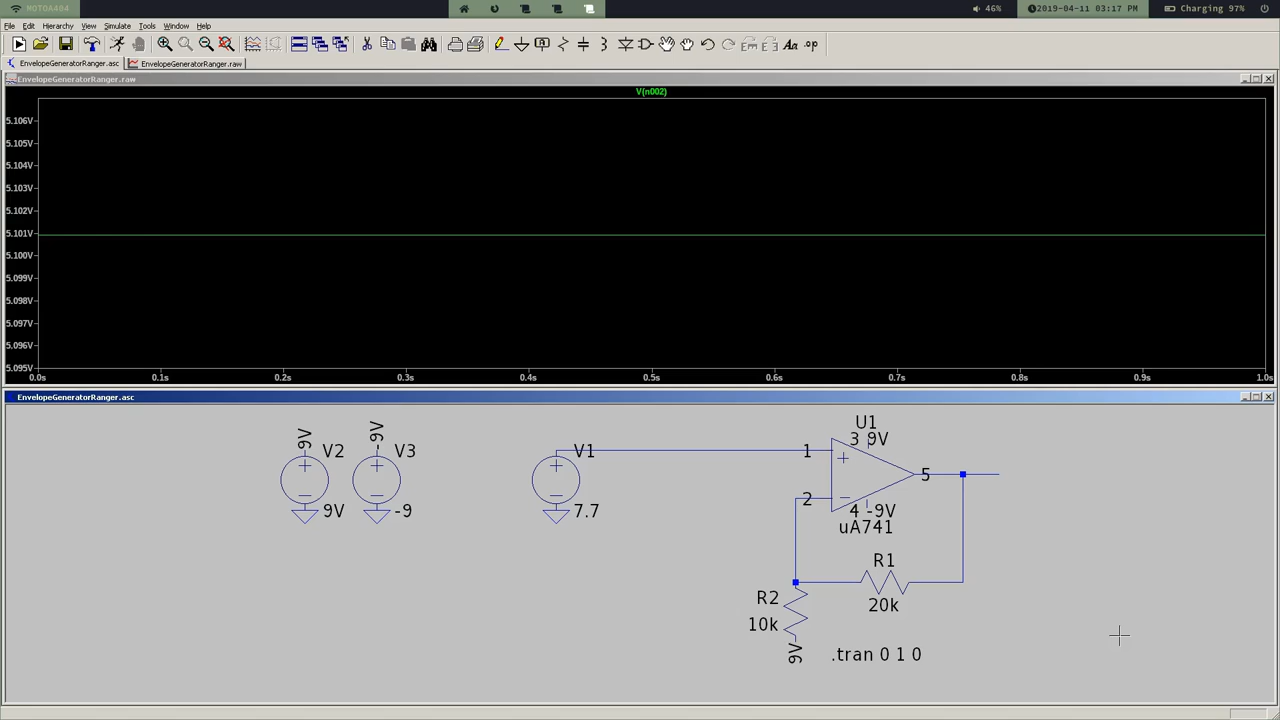 MOTOA404
46%
2019-04-11 03:17 PM
Charging 97%
File Edit Hierarchy View Simulate Tools Window Help
EnvelopeGeneratorRanger.asc
EnvelopeGeneratorRanger.raw
EnvelopeGeneratorRanger.raw
V(n002)
5.106V
5.105V
5.104V
5.103V
5.102V
5.101V
5.100V
5.099V
5.098V
5.097V
5.096V
5.095V
0.0s 0.1s 0.2s 0.3s 0.4s 0.5s 0.6s 0.7s 0.8s 0.9s 1.0s
EnvelopeGeneratorRanger.asc
9V
V2
9V
-9V
V3
-9
V1
7.7
U1
3 9V
1
2
5
4 -9V
uA741
R1
20k
R2
10k
9V
.tran 0 1 0